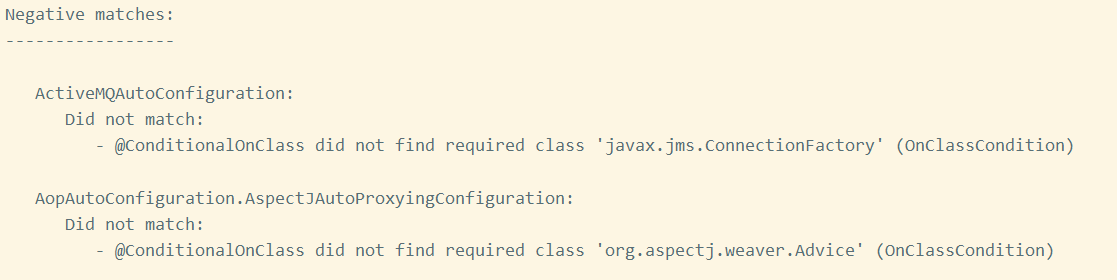 Negative matches:
-----------------
ActiveMQAutoConfiguration:
Did not match:
- @ConditionalOnClass did not find required class 'javax.jms.ConnectionFactory' (OnClassCondition)
AopAutoConfiguration.AspectJAutoProxyingConfiguration:
Did not match:
- @ConditionalOnClass did not find required class 'org.aspectj.weaver.Advice' (OnClassCondition)